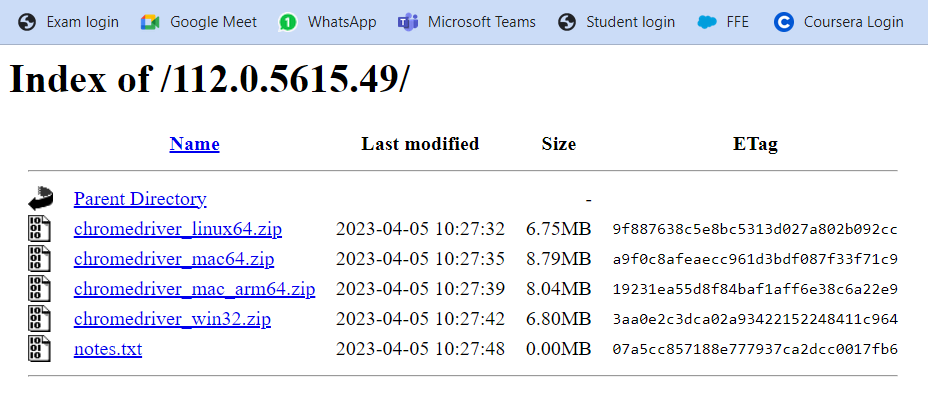 Exam login Google Meet WhatsApp Microsoft Teams Student login FFE Coursera Login
Index of /112.0.5615.49/
Name Last modified Size ETag
Parent Directory -
chromedriver_linux64.zip 2023-04-05 10:27:32 6.75MB 9f887638c5e8bc5313d027a802b092cc
chromedriver_mac64.zip 2023-04-05 10:27:35 8.79MB a9f0c8afeaecc961d3bdf087f33f71c9
chromedriver_mac_arm64.zip 2023-04-05 10:27:39 8.04MB 19231ea55d8f84baf1aff6e38c6a22e9
chromedriver_win32.zip 2023-04-05 10:27:42 6.80MB 3aa0e2c3dca02a93422152248411c964
notes.txt 2023-04-05 10:27:48 0.00MB 07a5cc857188e777937ca2dcc0017fb6